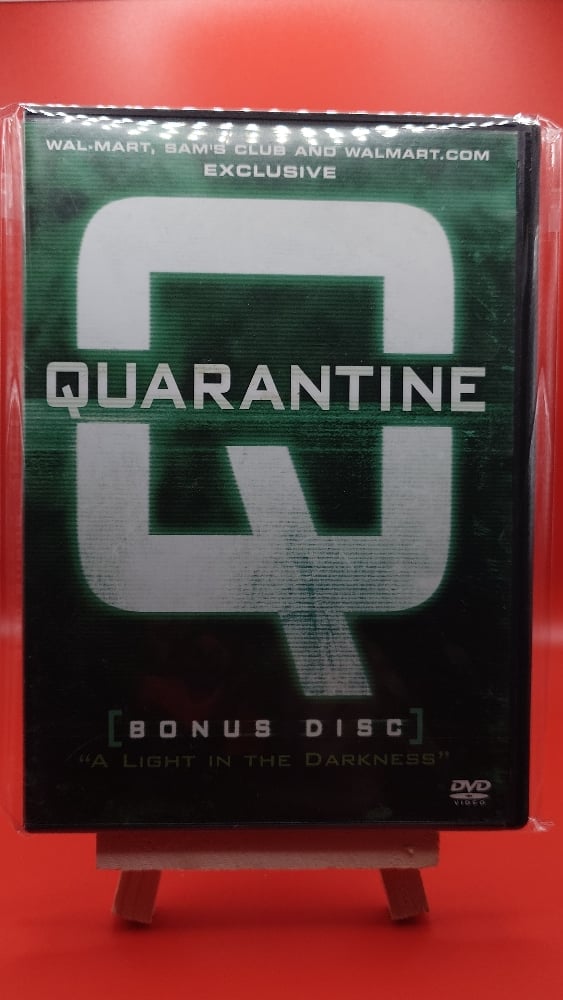 WAL-MART, SAM'S CLUB AND WALMART.COM
EXCLUSIVE
QUARANTINE
[BONUS DISC]
"A LIGHT IN THE DARKNESS"
DVD
VIDEO